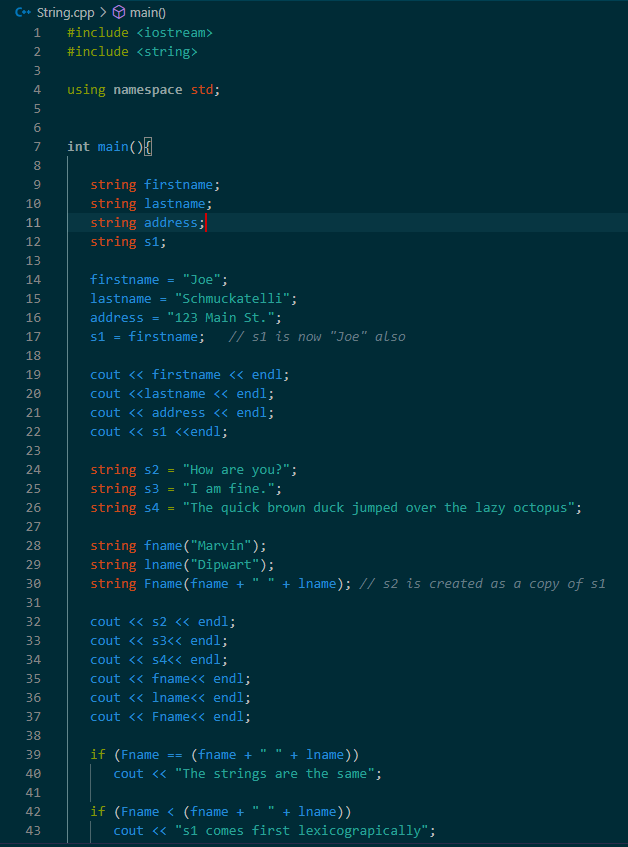 String.cpp > main()
1 #include <iostream>
2 #include <string>
3
4 using namespace std;
5
6
7 int main(){
8
9 string firstname;
10 string lastname;
11 string address;
12 string s1;
13
14 firstname = "Joe";
15 lastname = "Schmuckatelli";
16 address = "123 Main St.";
17 s1 = firstname;   // s1 is now "Joe" also
18
19 cout << firstname << endl;
20 cout <<lastname << endl;
21 cout << address << endl;
22 cout << s1 <<endl;
23
24 string s2 = "How are you?";
25 string s3 = "I am fine.";
26 string s4 = "The quick brown duck jumped over the lazy octopus";
27
28 string fname("Marvin");
29 string lname("Dipwart");
30 string Fname(fname + " " + lname); // s2 is created as a copy of s1
31
32 cout << s2 << endl;
33 cout << s3<< endl;
34 cout << s4<< endl;
35 cout << fname<< endl;
36 cout << lname<< endl;
37 cout << Fname<< endl;
38
39 if (Fname == (fname + " " + lname))
40 cout << "The strings are the same";
41
42 if (Fname < (fname + " " + lname))
43 cout << "s1 comes first lexicograpically";